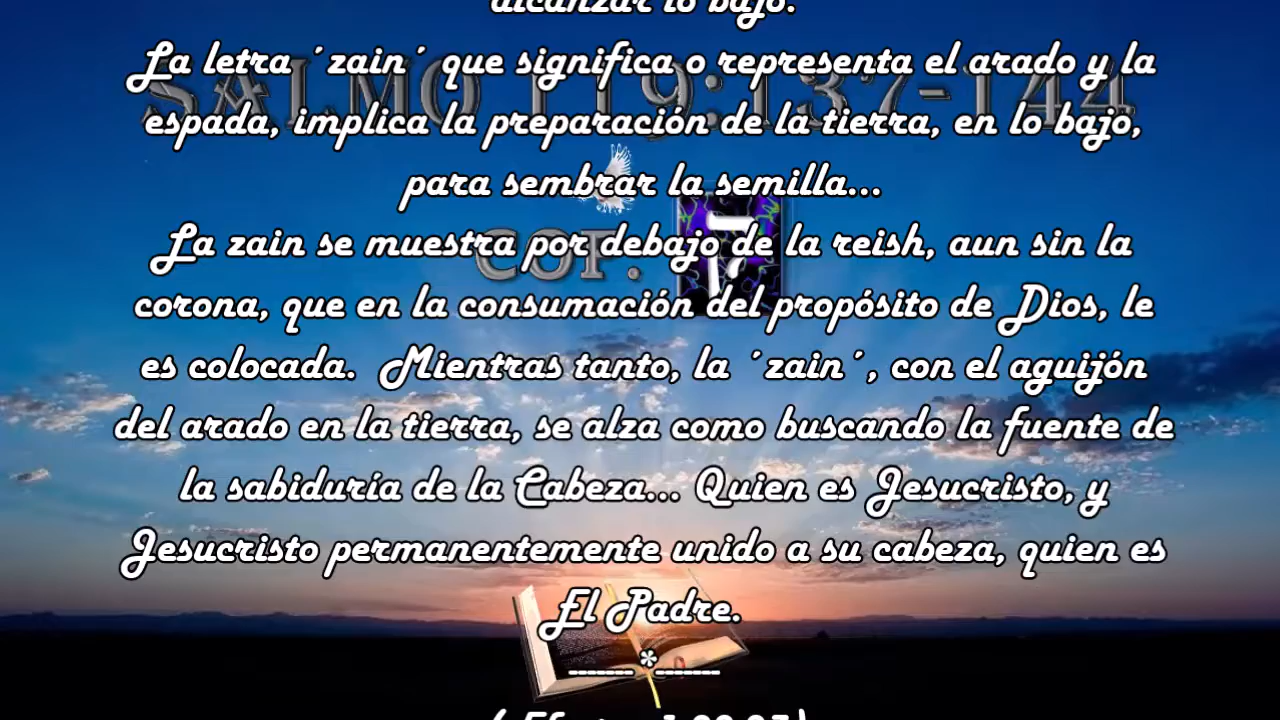 alcanzar lo bajo.
La letra ´zain´ que significa o representa el arado y la
espada, implica la preparación de la tierra, en lo bajo,
para sembrar la semilla...
La zain se muestra por debajo de la reish, aun sin la
corona, que en la consumación del propósito de Dios, le
es colocada. Mientras tanto, la ´zain´, con el aguijón
del arado en la tierra, se alza como buscando la fuente de
la sabiduría de la Cabeza... Quien es Jesucristo, y
Jesucristo permanentemente unido a su cabeza, quien es
El Padre.
-------*-------
SALMO 119:137-144
COF.
ק